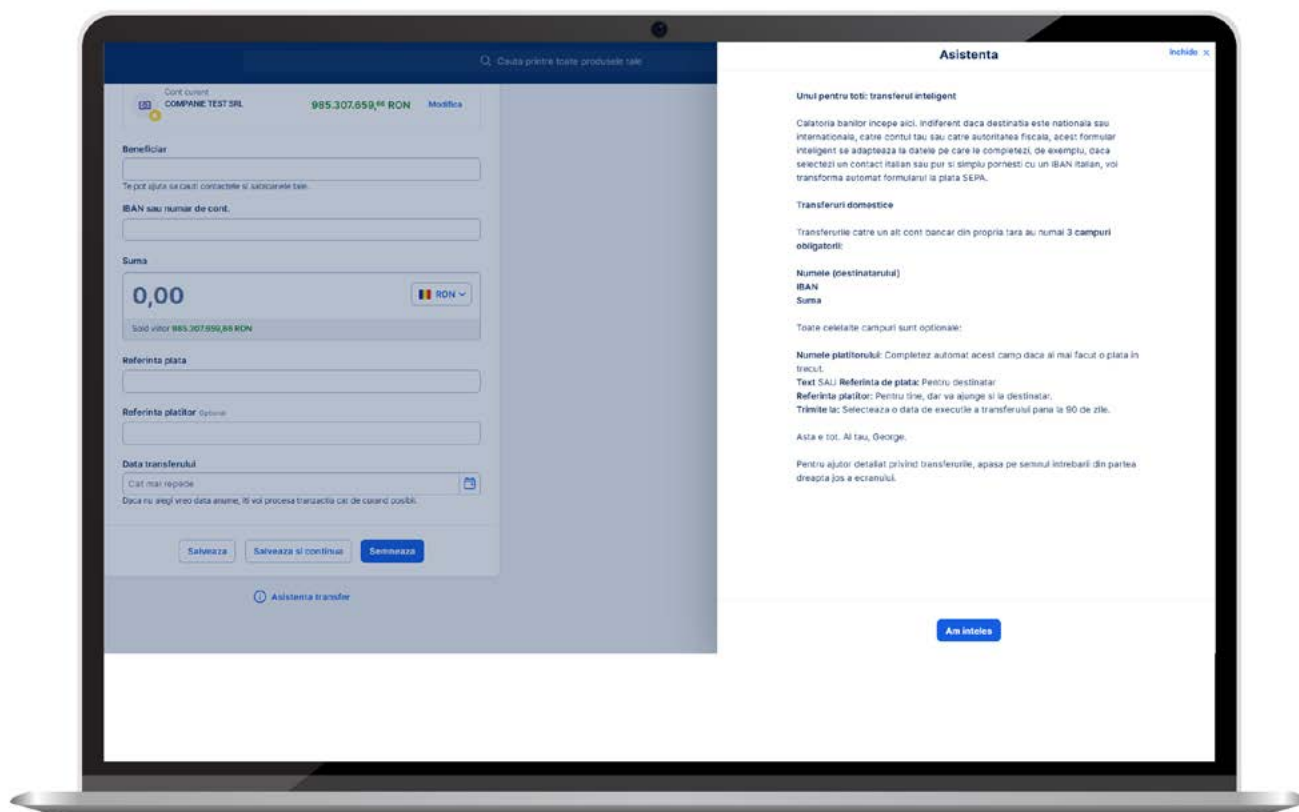 Cauta printre toate produsele tale
Cont curent
COMPANIE TEST SRL
985.307.659,66 RON
Modifica
Beneficiar
Te pot ajuta sa cauti contactele si sabloanele tale.
IBAN sau numar de cont.
Suma
0,00
RON
Sold viitor 985.307.659,66 RON
Referinta plata
Referinta platitor Optional
Data transferului
Cat mai repede
Daca nu alegi vreo data anume, iti voi procesa tranzactia cat de curand posibil.
Salveaza
Salveaza si continua
Semneaza
Asistenta transfer
Asistenta
Inchide x
Unul pentru toti: transferul inteligent
Calatoria banilor incepe aici. Indiferent daca destinatia este nationala sau
internationala, catre contul tau sau catre autoritatea fiscala, acest formular
inteligent se adapteaza la datele pe care le completezi, de exemplu, daca
selectezi un contact italian sau pur si simplu pornesti cu un IBAN italian, voi
transforma automat formularul la plata SEPA.
Transferuri domestice
Transferurile catre un alt cont bancar din propria tara au numai 3 campuri
obligatorii:
Numele (destinatarului)
IBAN
Suma
Toate celelalte campuri sunt optionale:
Numele platitorului: Completez automat acest camp daca ai mai facut o plata in
trecut.
Text SAU Referinta de plata: Pentru destinatar
Referinta platitor: Pentru tine, dar va ajunge si la destinatar.
Trimite la: Selecteaza o data de executie a transferului pana la 90 de zile.
Asta e tot. Al tau, George.
Pentru ajutor detaliat privind transferurile, apasa pe semnul intrebarii din partea
dreapta jos a ecranului.
Am inteles